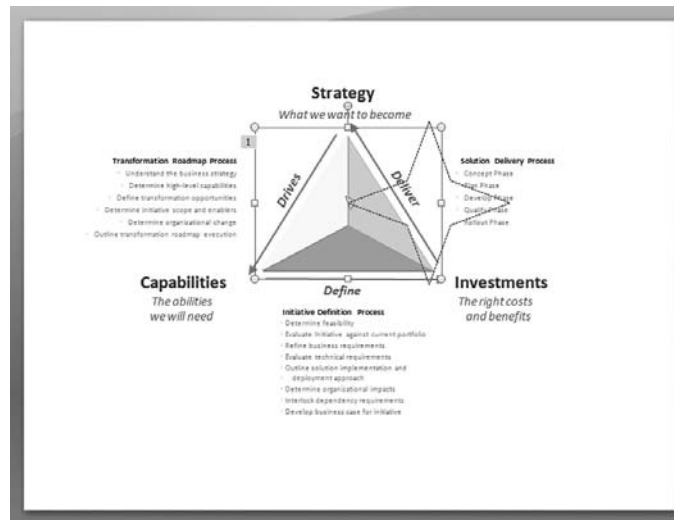 Strategy
What we want to become
1
Transformation Roadmap Process
Understand the business strategy
Determine high-level capabilities
Define transformation opportunities
Determine initiative scope and enablers
Determine organizational change
Outline transformation roadmap execution
Drives
Deliver
Solution Delivery Process
Concept Phase
Plan Phase
Develop Phase
Qualify Phase
Rollout Phase
Capabilities
The abilities
we will need
Define
Investments
The right costs
and benefits
Initiative Definition Process
Determine feasibility
Evaluate Initiative against current portfolio
Refine business requirements
Evaluate technical requirements
Outline solution implementation and
deployment approach
Determine organizational impacts
Interlock dependency requirements
Develop business case for initiative